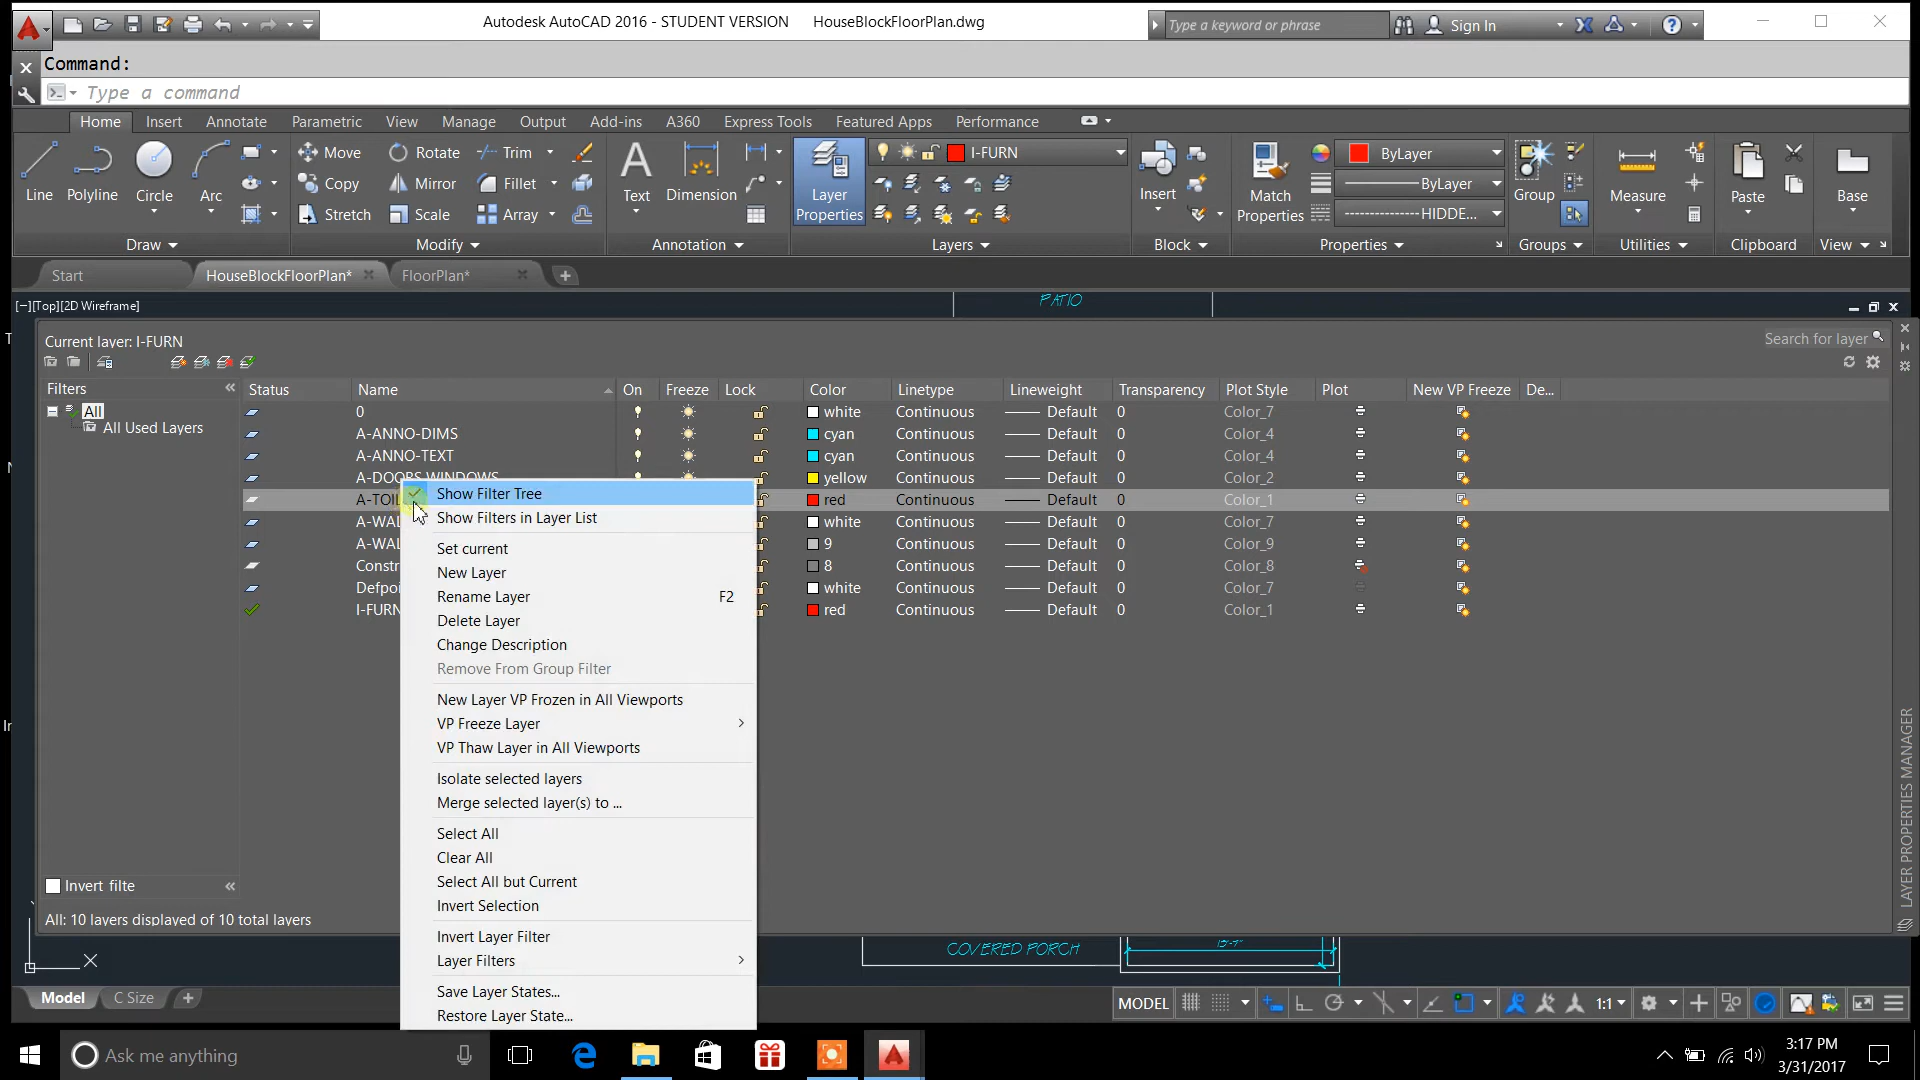 Autodesk AutoCAD 2016 - STUDENT VERSION HouseBlockFloorPlan.dwg
Type a keyword or phrase
Sign In
Command:
Type a command
Home Insert Annotate Parametric View Manage Output Add-ins A360 Express Tools Featured Apps Performance
Line Polyline Circle Arc
Move Rotate Trim
Copy Mirror Fillet
Stretch Scale Array
Text Dimension
Layer Properties
I-FURN
Insert
Match Properties
ByLayer
ByLayer
HIDDE...
Group Measure Paste Base
Draw Modify Annotation Layers Block Properties Groups Utilities Clipboard View
Start HouseBlockFloorPlan* FloorPlan*
[−][Top][2D Wireframe]
PATIO
Current layer: I-FURN
Search for layer
Filters
All
All Used Layers
Status Name On Freeze Lock Color Linetype Lineweight Transparency Plot Style Plot New VP Freeze De...
0 white Continuous Default 0 Color_7
A-ANNO-DIMS cyan Continuous Default 0 Color_4
A-ANNO-TEXT cyan Continuous Default 0 Color_4
A-DOORS WINDOWS yellow Continuous Default 0 Color_2
A-TOIL red Continuous Default 0 Color_1
A-WAL white Continuous Default 0 Color_7
A-WAL 9 Continuous Default 0 Color_9
Constr 8 Continuous Default 0 Color_8
Defpoi white Continuous Default 0 Color_7
I-FURN red Continuous Default 0 Color_1
Show Filter Tree
Show Filters in Layer List
Set current
New Layer
Rename Layer F2
Delete Layer
Change Description
Remove From Group Filter
New Layer VP Frozen in All Viewports
VP Freeze Layer
VP Thaw Layer in All Viewports
Isolate selected layers
Merge selected layer(s) to ...
Select All
Clear All
Select All but Current
Invert Selection
Invert Layer Filter
Layer Filters
Save Layer States...
Restore Layer State...
Invert filte
All: 10 layers displayed of 10 total layers
LAYER PROPERTIES MANAGER
COVERED PORCH
X
Model C Size
MODEL
1:1
Ask me anything
3:17 PM
3/31/2017